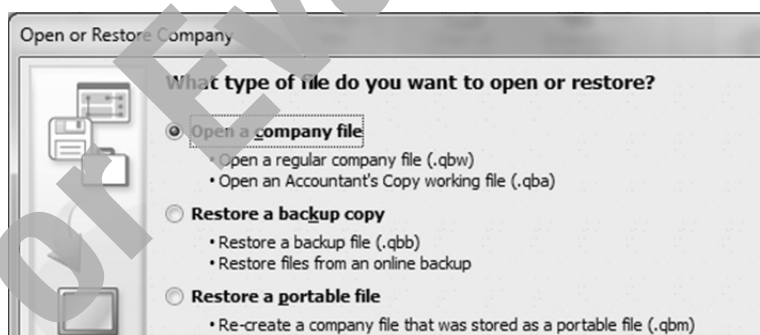 Open or Restore Company
What type of file do you want to open or restore?
Open a company file
• Open a regular company file (.qbw)
• Open an Accountant's Copy working file (.qba)
Restore a backup copy
• Restore a backup file (.qbb)
• Restore files from an online backup
Restore a portable file
• Re-create a company file that was stored as a portable file (.qbm)
or Eva